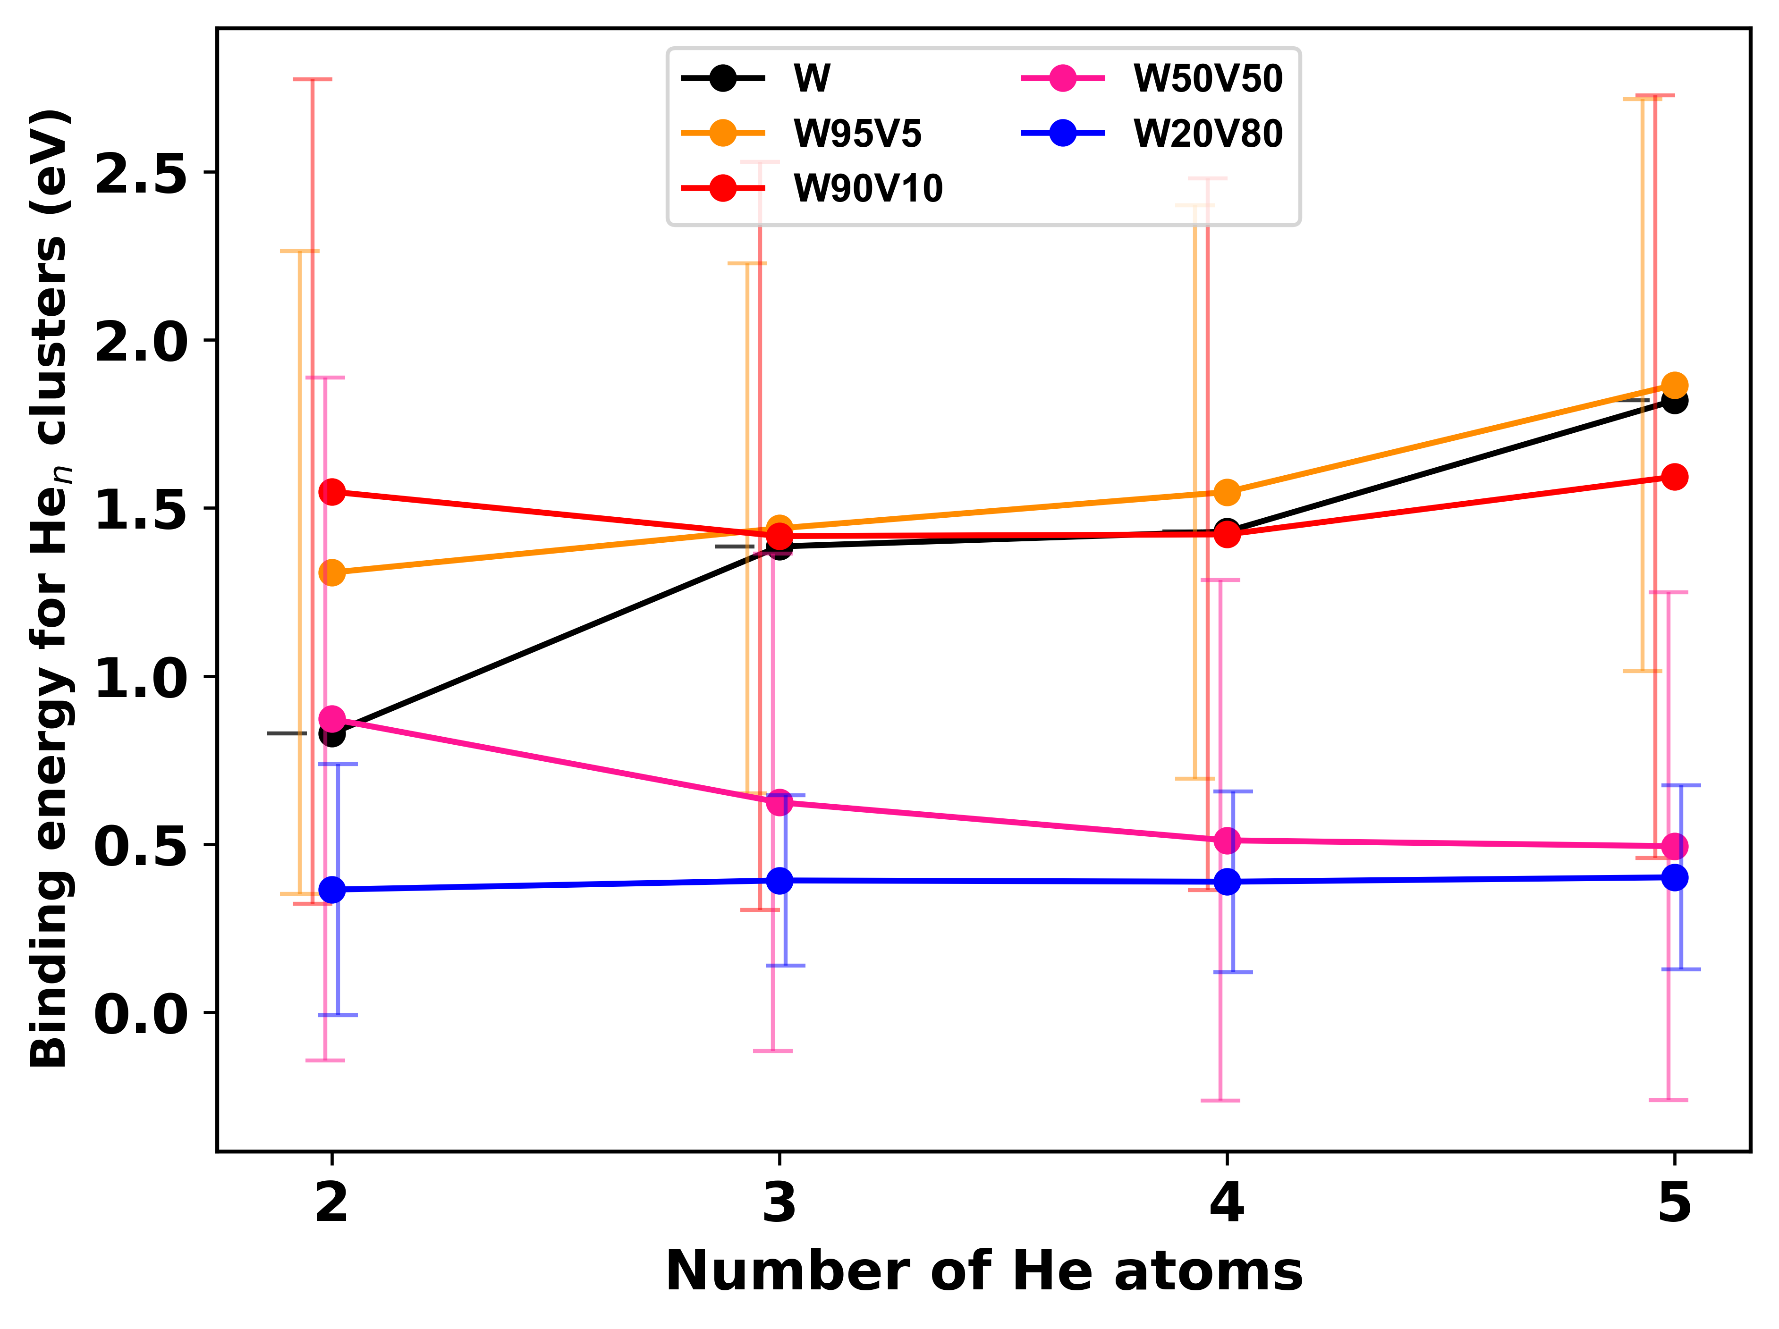 Binding energy for Heₙ clusters (eV)
2.5
2.0
1.5
1.0
0.5
0.0
W
W95V5
W90V10
W50V50
W20V80
2 3 4 5
Number of He atoms